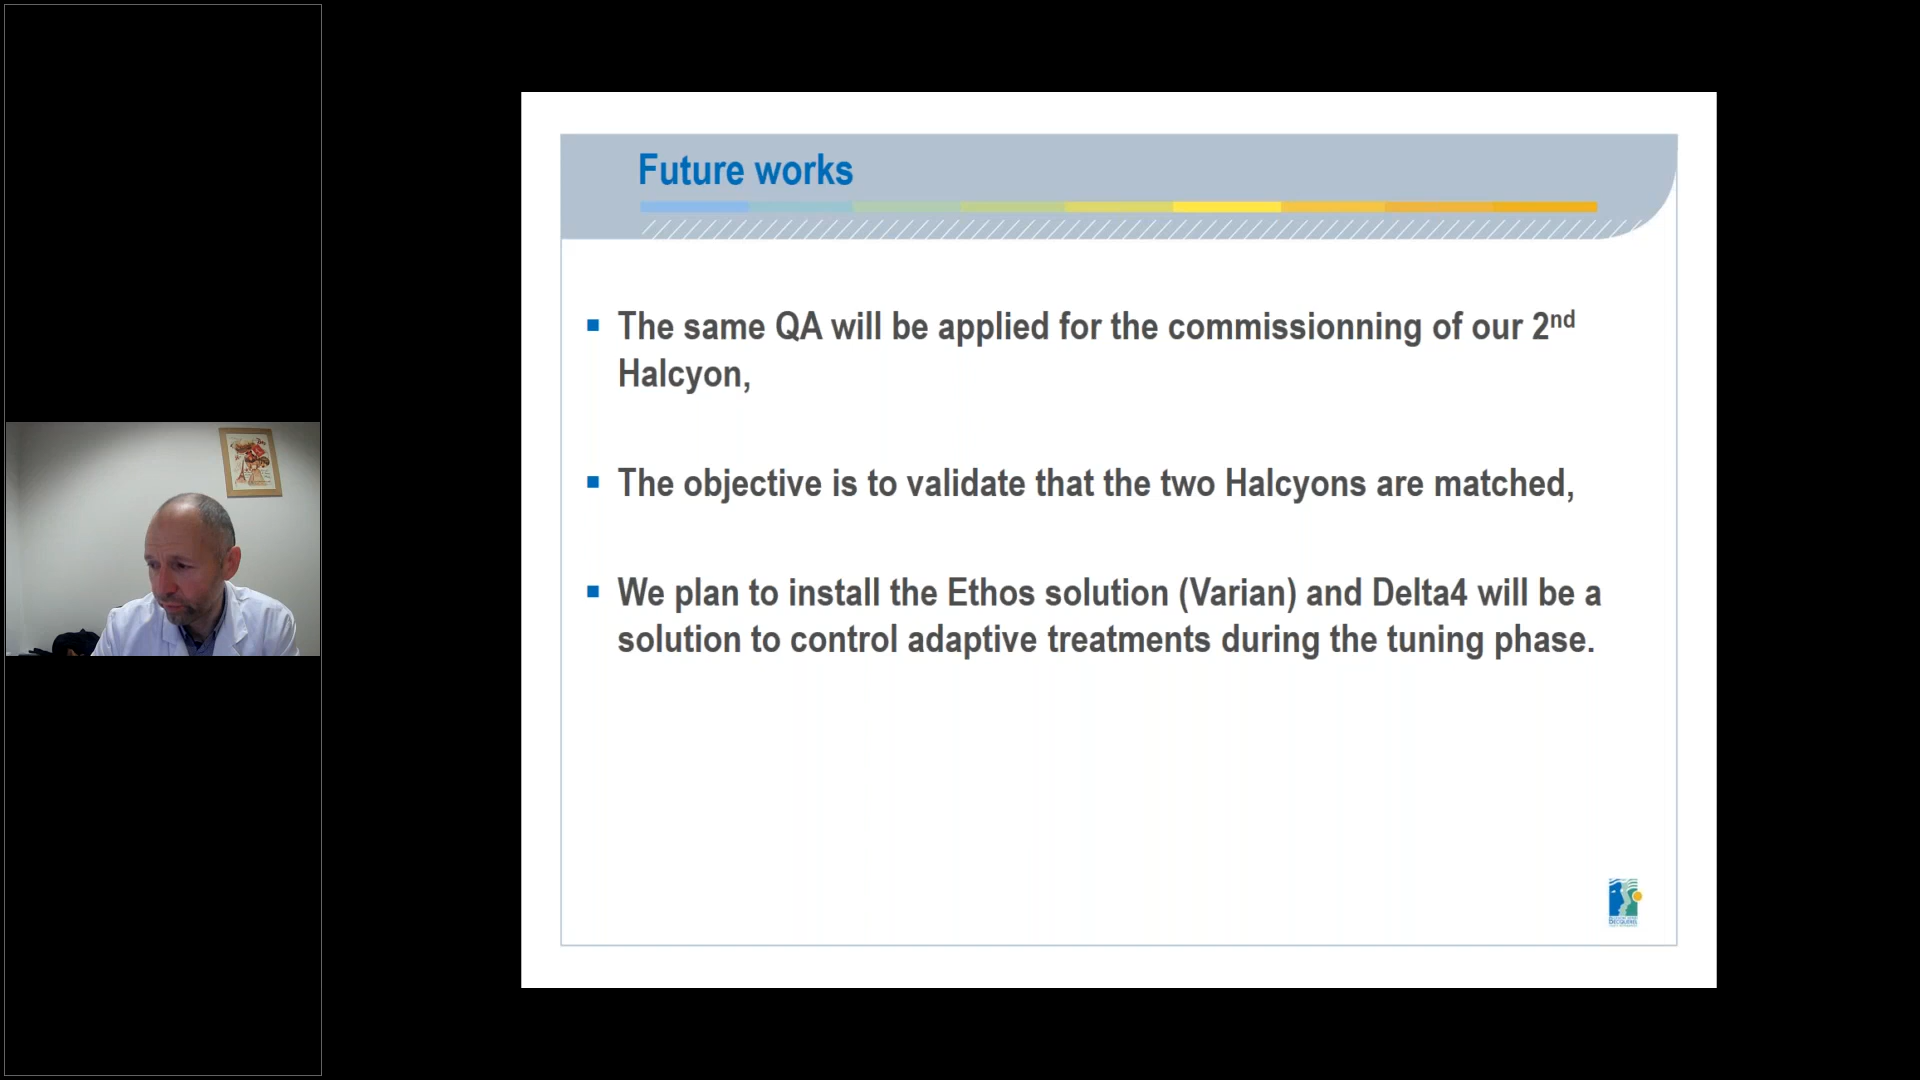 Future works
The same QA will be applied for the commissionning of our 2nd
Halcyon,
The objective is to validate that the two Halcyons are matched,
We plan to install the Ethos solution (Varian) and Delta4 will be a
solution to control adaptive treatments during the tuning phase.